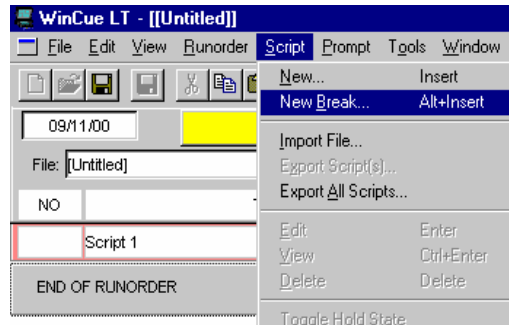 WinCue LT - [[Untitled]]
File Edit View Runorder Script Prompt Tools Window
New... Insert
New Break... Alt+Insert
09/11/00
Import File...
File: [Untitled]
Export Script(s)...
Export All Scripts...
NO
Edit Enter
Script 1
View Ctrl+Enter
Delete Delete
END OF RUNORDER
Toggle Hold State